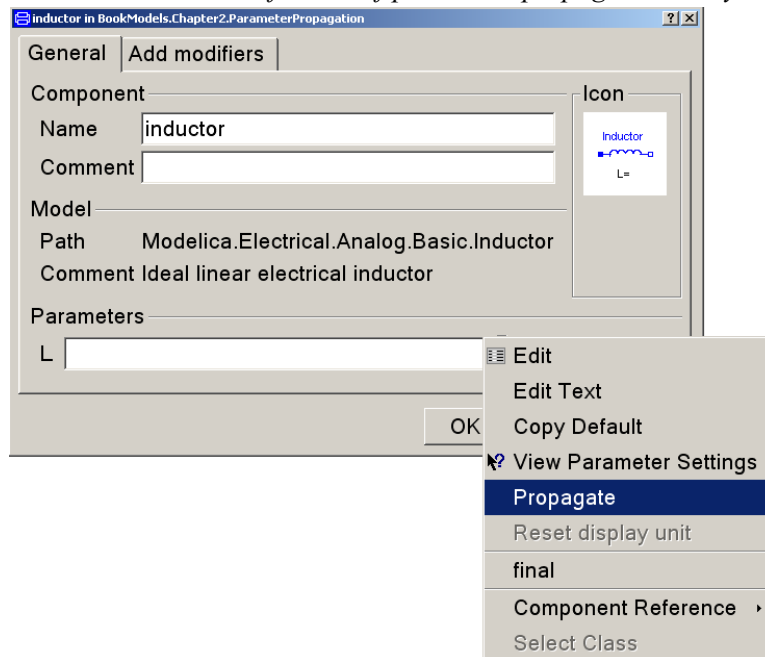 inductor in BookModels.Chapter2.ParameterPropagation
General Add modifiers
Component
Icon
Name inductor
Comment
Inductor
L=
Model
Path Modelica.Electrical.Analog.Basic.Inductor
Comment Ideal linear electrical inductor
Parameters
L
OK
Edit
Edit Text
Copy Default
View Parameter Settings
Propagate
Reset display unit
final
Component Reference
Select Class